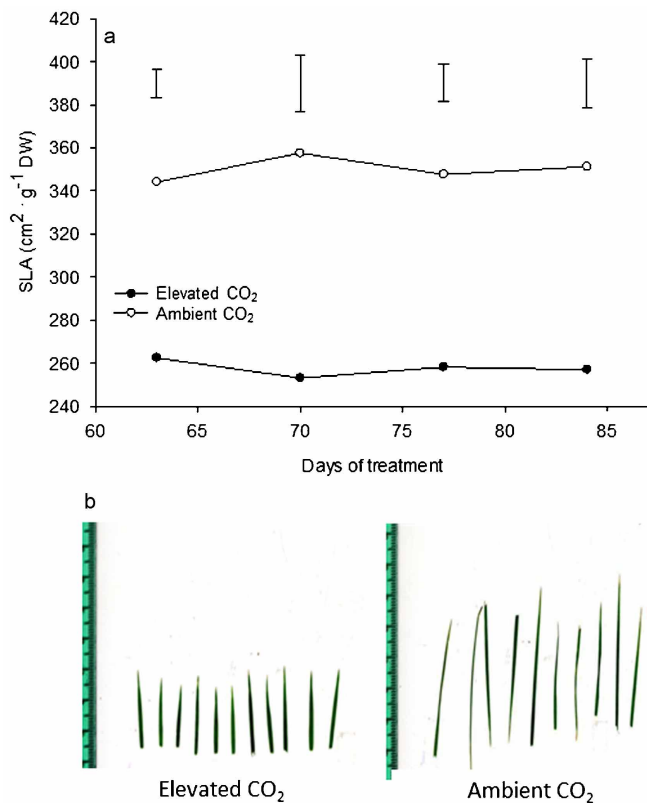 a
420
400
380
360
340
320
300
280
260
240
SLA (cm² · g⁻¹ DW)
Elevated CO₂
Ambient CO₂
60 65 70 75 80 85
Days of treatment
b
Elevated CO₂
Ambient CO₂